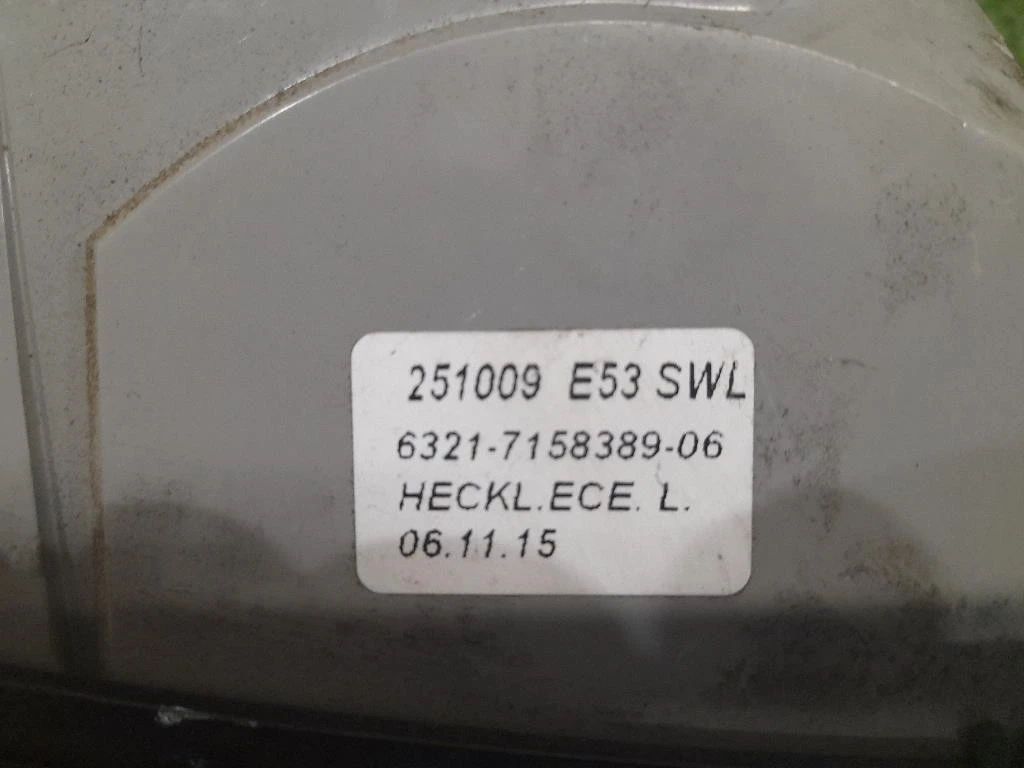 251009 E53 SWL
6321-7158389-06
HECKL.ECE. L.
06.11.15